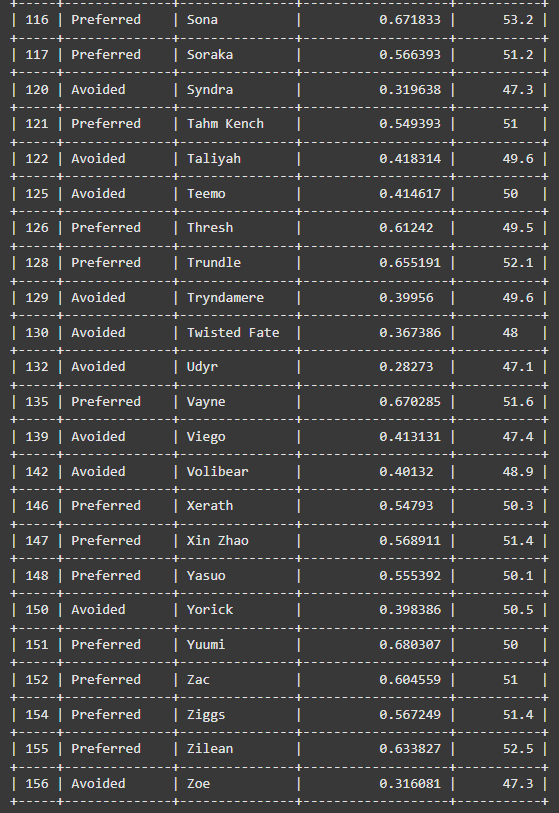 | 116 | Preferred | Sona | 0.671833 | 53.2 |
+-----+-------------+--------------+------------------+----------+
| 117 | Preferred | Soraka | 0.566393 | 51.2 |
+-----+-------------+--------------+------------------+----------+
| 120 | Avoided | Syndra | 0.319638 | 47.3 |
+-----+-------------+--------------+------------------+----------+
| 121 | Preferred | Tahm Kench | 0.549393 | 51 |
+-----+-------------+--------------+------------------+----------+
| 122 | Avoided | Taliyah | 0.418314 | 49.6 |
+-----+-------------+--------------+------------------+----------+
| 125 | Avoided | Teemo | 0.414617 | 50 |
+-----+-------------+--------------+------------------+----------+
| 126 | Preferred | Thresh | 0.61242 | 49.5 |
+-----+-------------+--------------+------------------+----------+
| 128 | Preferred | Trundle | 0.655191 | 52.1 |
+-----+-------------+--------------+------------------+----------+
| 129 | Avoided | Tryndamere | 0.39956 | 49.6 |
+-----+-------------+--------------+------------------+----------+
| 130 | Avoided | Twisted Fate | 0.367386 | 48 |
+-----+-------------+--------------+------------------+----------+
| 132 | Avoided | Udyr | 0.28273 | 47.1 |
+-----+-------------+--------------+------------------+----------+
| 135 | Preferred | Vayne | 0.670285 | 51.6 |
+-----+-------------+--------------+------------------+----------+
| 139 | Avoided | Viego | 0.413131 | 47.4 |
+-----+-------------+--------------+------------------+----------+
| 142 | Avoided | Volibear | 0.40132 | 48.9 |
+-----+-------------+--------------+------------------+----------+
| 146 | Preferred | Xerath | 0.54793 | 50.3 |
+-----+-------------+--------------+------------------+----------+
| 147 | Preferred | Xin Zhao | 0.568911 | 51.4 |
+-----+-------------+--------------+------------------+----------+
| 148 | Preferred | Yasuo | 0.555392 | 50.1 |
+-----+-------------+--------------+------------------+----------+
| 150 | Avoided | Yorick | 0.398386 | 50.5 |
+-----+-------------+--------------+------------------+----------+
| 151 | Preferred | Yuumi | 0.680307 | 50 |
+-----+-------------+--------------+------------------+----------+
| 152 | Preferred | Zac | 0.604559 | 51 |
+-----+-------------+--------------+------------------+----------+
| 154 | Preferred | Ziggs | 0.567249 | 51.4 |
+-----+-------------+--------------+------------------+----------+
| 155 | Preferred | Zilean | 0.633827 | 52.5 |
+-----+-------------+--------------+------------------+----------+
| 156 | Avoided | Zoe | 0.316081 | 47.3 |
+-----+-------------+--------------+------------------+----------+